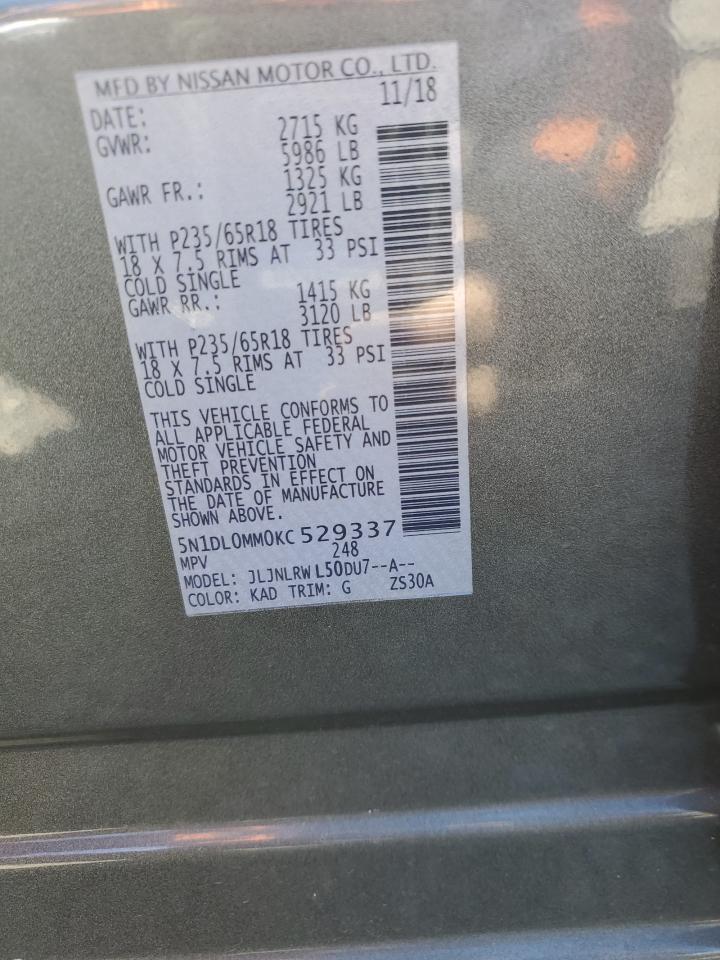 MFD BY NISSAN MOTOR CO., LTD.
DATE: 11/18
GVWR: 2715 KG
5986 LB
GAWR FR.: 1325 KG
2921 LB
WITH P235/65R18 TIRES
18 X 7.5 RIMS AT 33 PSI
COLD SINGLE
GAWR RR.: 1415 KG
3120 LB
WITH P235/65R18 TIRES
18 X 7.5 RIMS AT 33 PSI
COLD SINGLE
THIS VEHICLE CONFORMS TO
ALL APPLICABLE FEDERAL
MOTOR VEHICLE SAFETY AND
THEFT PREVENTION
STANDARDS IN EFFECT ON
THE DATE OF MANUFACTURE
SHOWN ABOVE.
5N1DL0MM0KC529337
MPV 248
MODEL: JLJNLRWL50DU7--A--
COLOR: KAD TRIM: G ZS30A